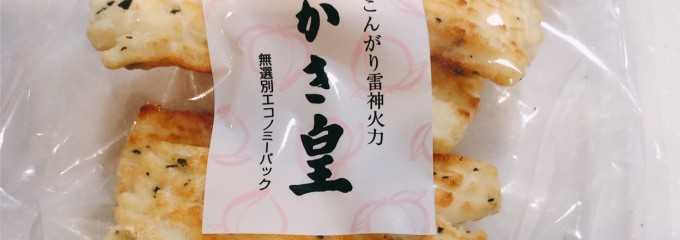 こんがり雷神火力
かき皇
無選別エコノミーパック